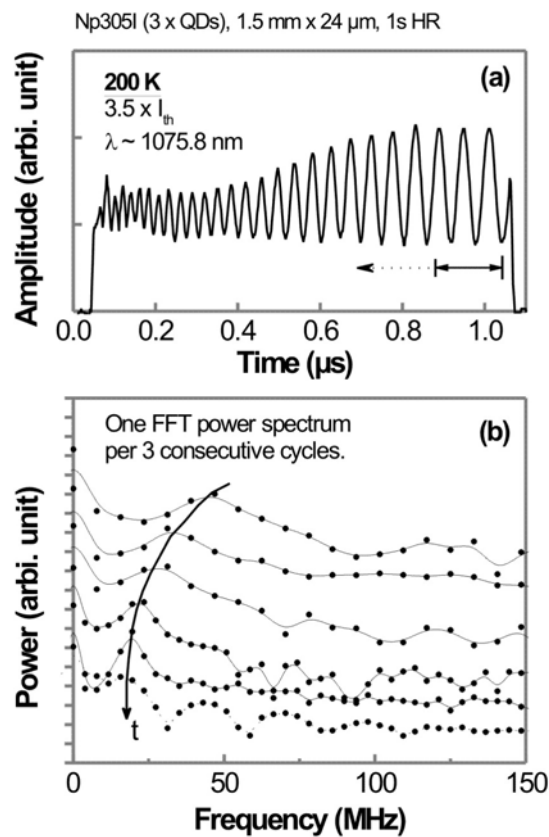 Np305I (3 x QDs), 1.5 mm x 24 μm, 1s HR
(a)
200 K
3.5 x Ith
λ ~ 1075.8 nm
Amplitude (arbi. unit)
0.0 0.2 0.4 0.6 0.8 1.0
Time (μs)
(b)
One FFT power spectrum
per 3 consecutive cycles.
Power (arbi. unit)
t
0 50 100 150
Frequency (MHz)